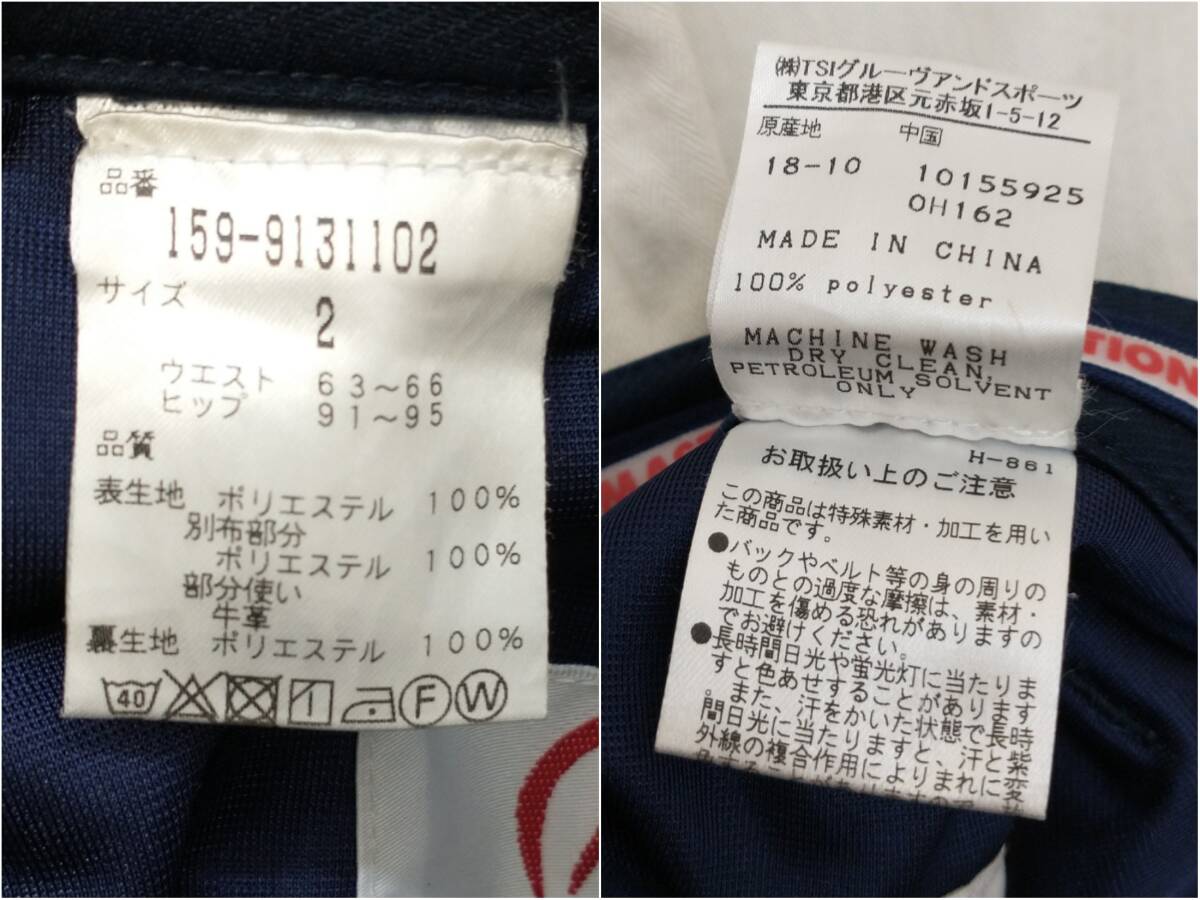 品番
159-9131102
サイズ
2
ウエスト 63～66
ヒップ 91～95
品質
表生地 ポリエステル 100%
別布部分
ポリエステル 100%
部分使い
牛革
裏生地 ポリエステル 100%
40 F W
㈱TSIグルーヴアンドスポーツ
東京都港区元赤坂1-5-12
原産地 中国
18-10 10155925
OH162
MADE IN CHINA
100% polyester
MACHINE WASH
DRY CLEAN,
PETROLEUM SOLVENT
ONLY
TION
H-861
お取扱い上のご注意
この商品は特殊素材・加工を用い
た商品です。
●バックやベルト等の身の周りの
ものとの過度な摩擦は、素材・
加工を傷める恐れがありますの
でお避けください。
●長時間日光や蛍光灯に当たりま
すと色あせすることがあります
。また、汗をかいた状態で長時
間日光に当たりますと、汗と紫
外線の複合作用によりまれに変